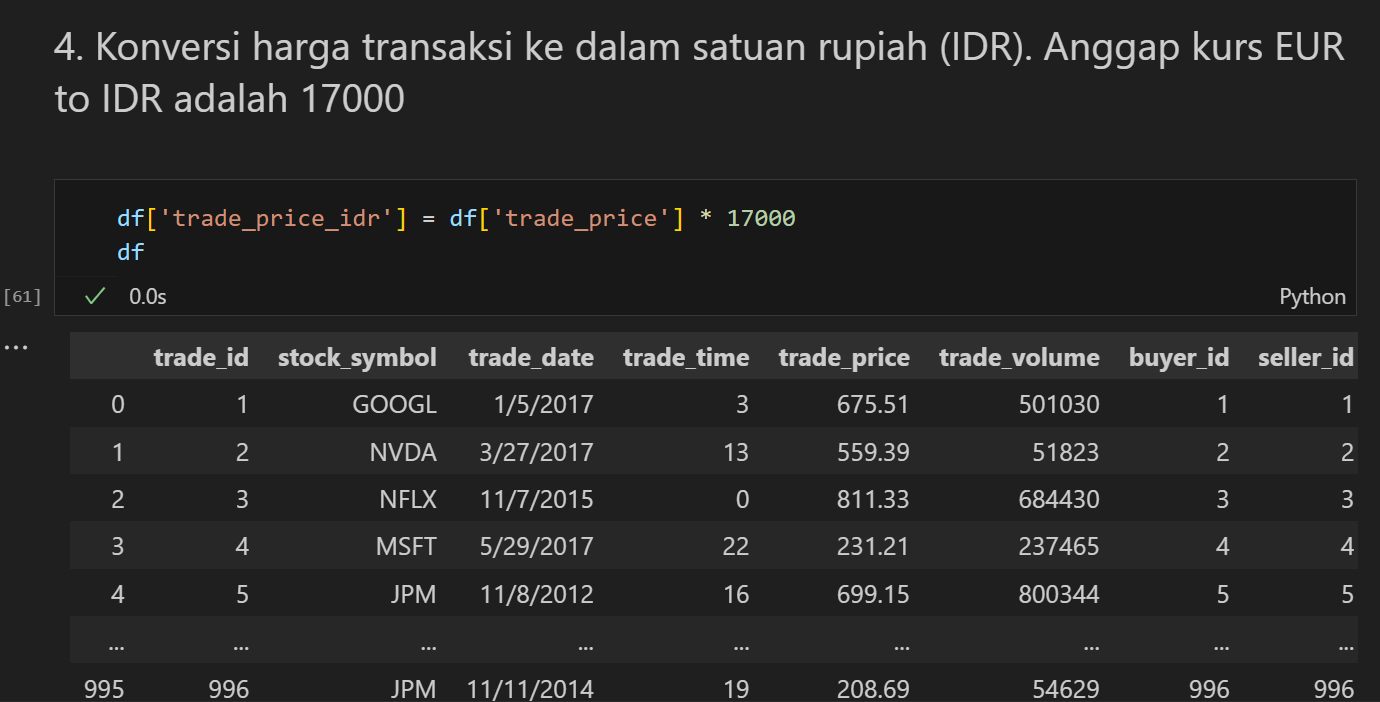 4. Konversi harga transaksi ke dalam satuan rupiah (IDR). Anggap kurs EUR
to IDR adalah 17000
df['trade_price_idr'] = df['trade_price'] * 17000
df
[61] 0.0s Python
...
trade_id stock_symbol trade_date trade_time trade_price trade_volume buyer_id seller_id
0 1 GOOGL 1/5/2017 3 675.51 501030 1 1
1 2 NVDA 3/27/2017 13 559.39 51823 2 2
2 3 NFLX 11/7/2015 0 811.33 684430 3 3
3 4 MSFT 5/29/2017 22 231.21 237465 4 4
4 5 JPM 11/8/2012 16 699.15 800344 5 5
... ... ... ... ... ... ... ... ...
995 996 JPM 11/11/2014 19 208.69 54629 996 996